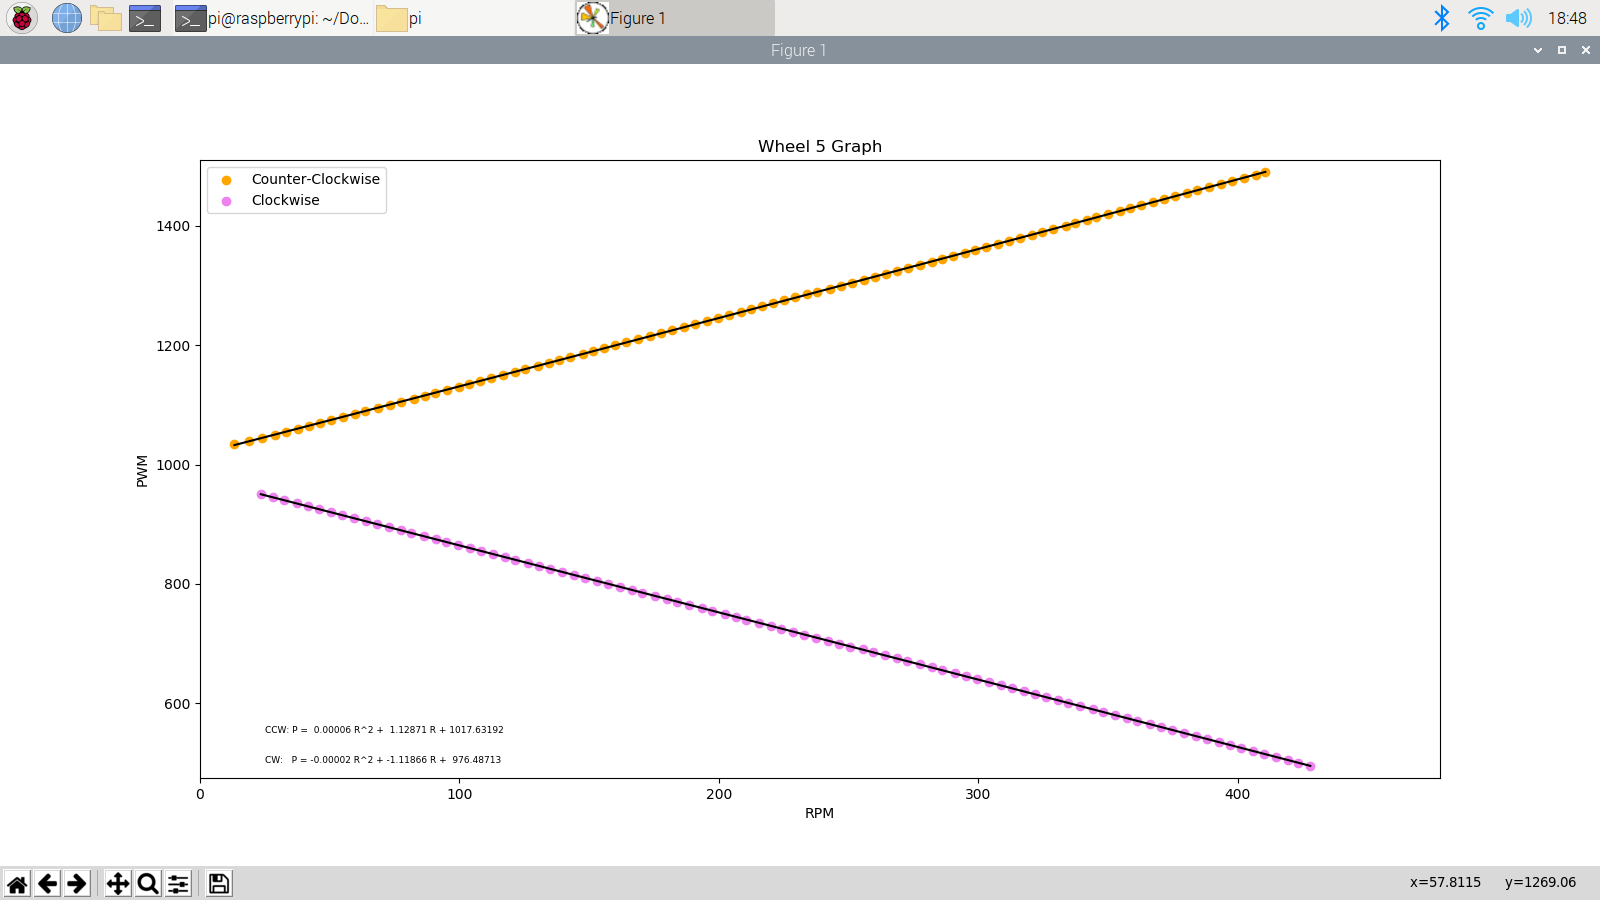 pi@raspberrypi: ~/Do...
pi
Figure 1
18:48
Figure 1
Wheel 5 Graph
Counter-Clockwise
Clockwise
1400
1200
1000
800
600
PWM
CCW: P =  0.00006 R^2 +  1.12871 R + 1017.63192
CW:   P = -0.00002 R^2 + -1.11866 R +  976.48713
0 100 200 300 400
RPM
x=57.8115 y=1269.06